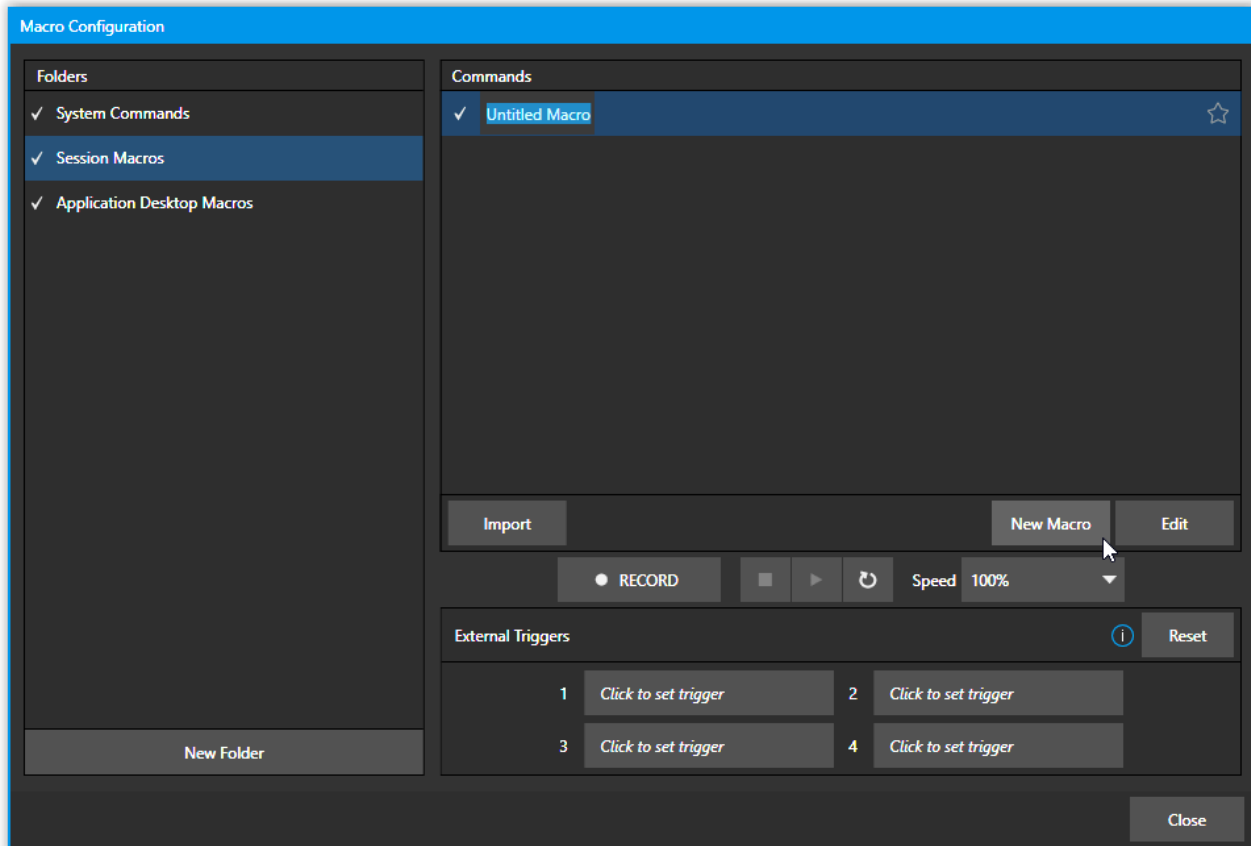 Macro Configuration
Folders
✓ System Commands
✓ Session Macros
✓ Application Desktop Macros
New Folder
Commands
✓ Untitled Macro
Import
New Macro
Edit
RECORD
Speed 100%
External Triggers
i
Reset
1 Click to set trigger 2 Click to set trigger
3 Click to set trigger 4 Click to set trigger
Close